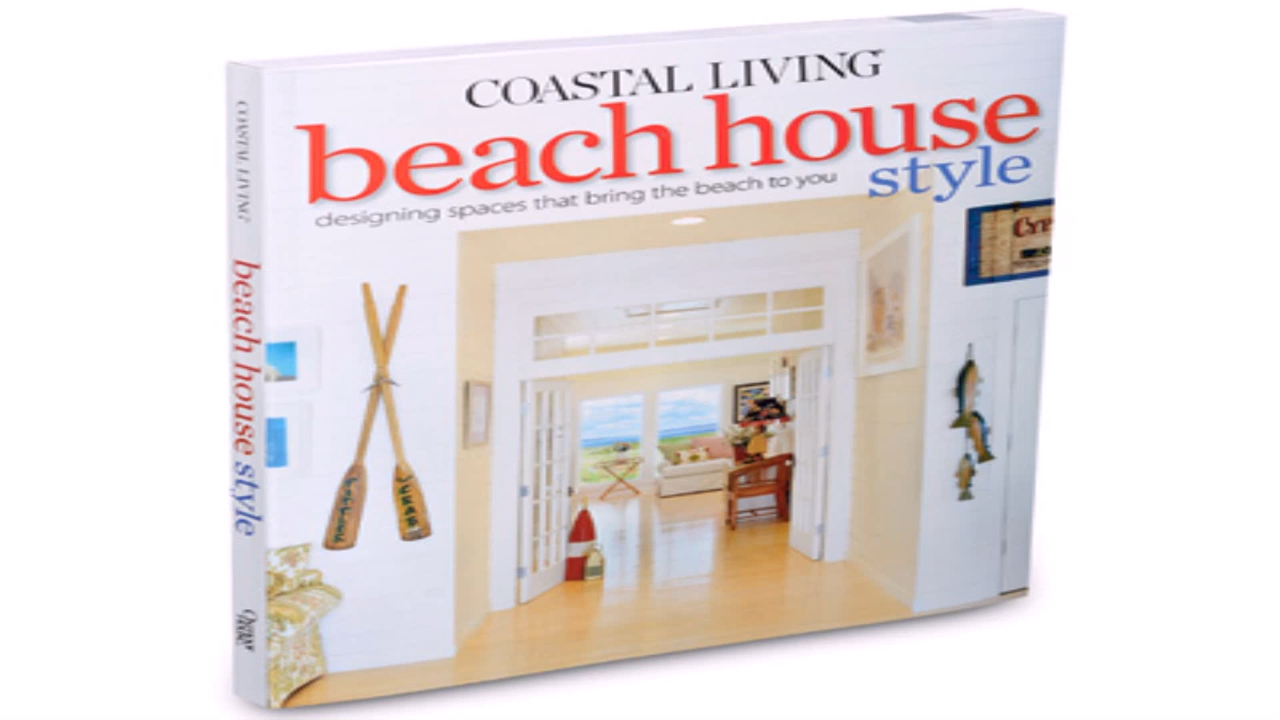 COASTAL LIVING
beach house
style
designing spaces that bring the beach to you
COASTAL LIVING
beach house style